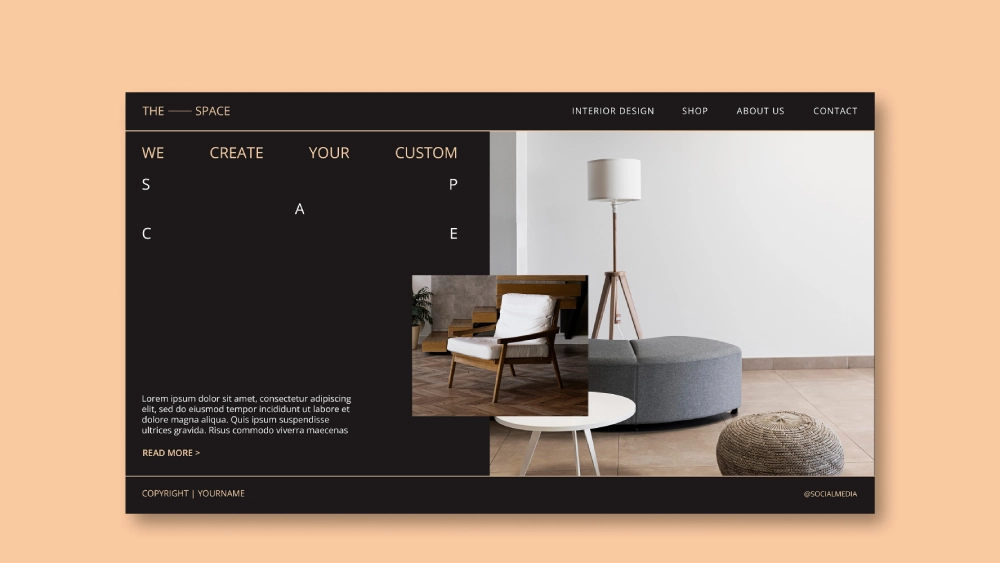 THE —— SPACE
INTERIOR DESIGN SHOP ABOUT US CONTACT
WE CREATE YOUR CUSTOM
S P
A
C E
Lorem ipsum dolor sit amet, consectetur adipiscing
elit, sed do eiusmod tempor incididunt ut labore et
dolore magna aliqua. Quis ipsum suspendisse
ultrices gravida. Risus commodo viverra maecenas
READ MORE >
COPYRIGHT | YOURNAME
@SOCIALMEDIA